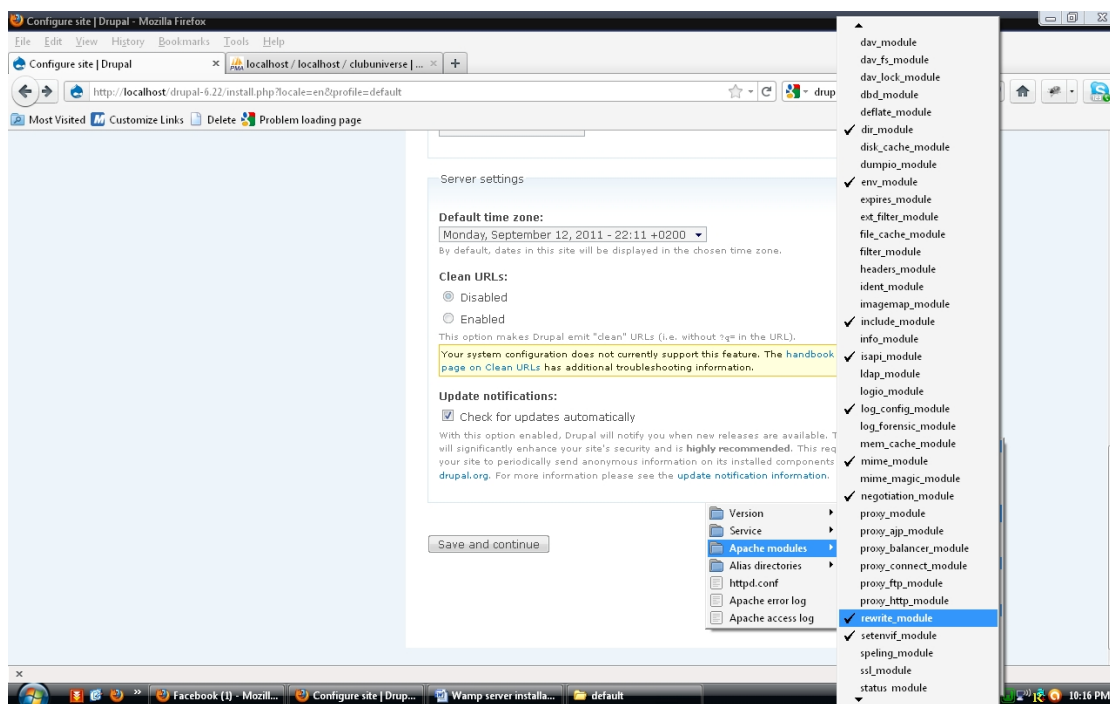 Configure site | Drupal - Mozilla Firefox
File Edit View History Bookmarks Tools Help
Configure site | Drupal
localhost / localhost / clubuniverse | ...
http://localhost/drupal-6.22/install.php?locale=en&profile=default
drup
Most Visited Customize Links Delete Problem loading page
Server settings
Default time zone:
Monday, September 12, 2011 - 22:11 +0200
By default, dates in this site will be displayed in the chosen time zone.
Clean URLs:
Disabled
Enabled
This option makes Drupal emit "clean" URLs (i.e. without ?q= in the URL).
Your system configuration does not currently support this feature. The handbook
page on Clean URLs has additional troubleshooting information.
Update notifications:
Check for updates automatically
With this option enabled, Drupal will notify you when new releases are available. T
will significantly enhance your site's security and is highly recommended. This req
your site to periodically send anonymous information on its installed components
drupal.org. For more information please see the update notification information.
Save and continue
Version
Service
Apache modules
Alias directories
httpd.conf
Apache error log
Apache access log
dav_module
dav_fs_module
dav_lock_module
dbd_module
deflate_module
dir_module
disk_cache_module
dumpio_module
env_module
expires_module
ext_filter_module
file_cache_module
filter_module
headers_module
ident_module
imagemap_module
include_module
info_module
isapi_module
ldap_module
logio_module
log_config_module
log_forensic_module
mem_cache_module
mime_module
mime_magic_module
negotiation_module
proxy_module
proxy_ajp_module
proxy_balancer_module
proxy_connect_module
proxy_ftp_module
proxy_http_module
rewrite_module
setenvif_module
speling_module
ssl_module
status_module
Facebook (1) - Mozill...
Configure site | Drup...
Wamp server installa...
default
10:16 PM